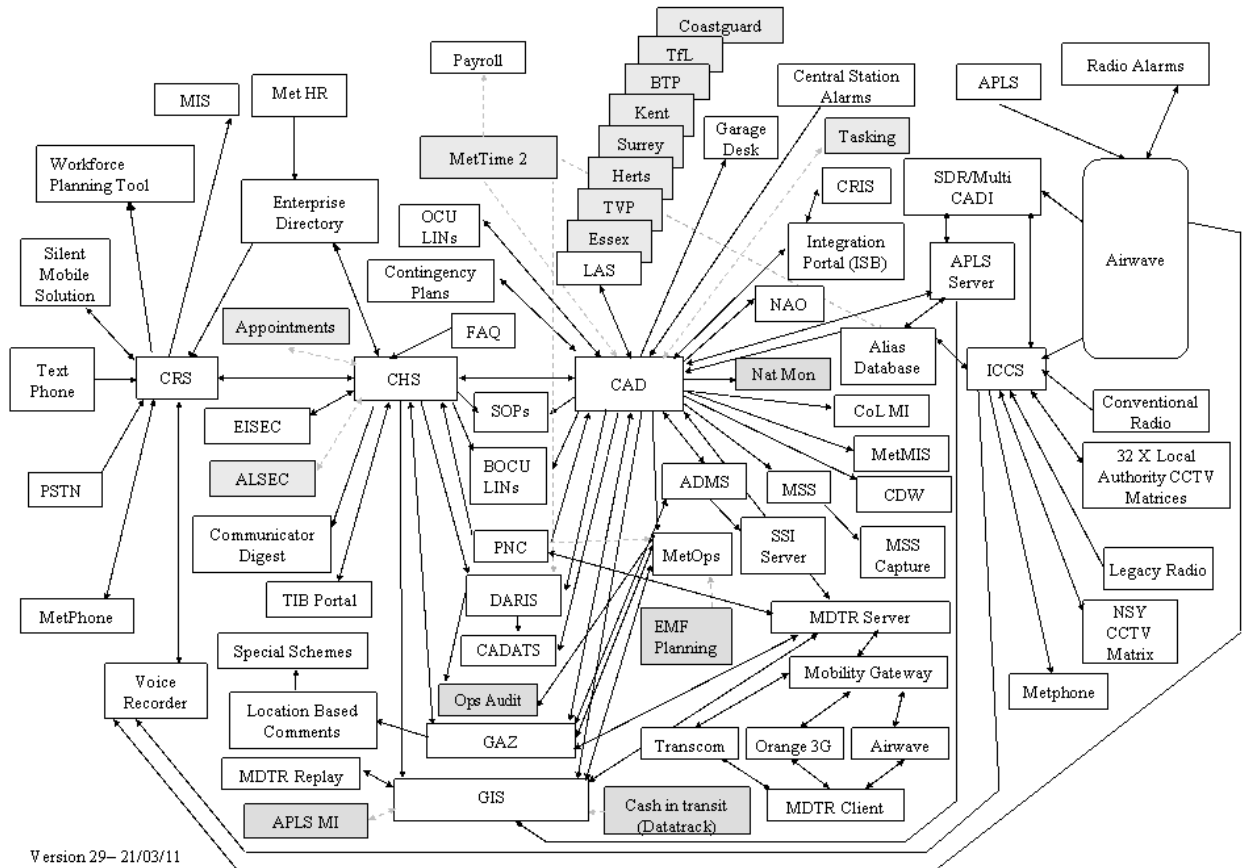 Coastguard
TfL
BTP
Kent
Surrey
Herts
TVP
Essex
LAS
Payroll
MIS
Met HR
MetTime 2
Central Station
Alarms
Garage
Desk
Tasking
APLS
Radio Alarms
Workforce
Planning Tool
Enterprise
Directory
OCU
LINs
CRIS
SDR/Multi
CADI
Airwave
Silent
Mobile
Solution
Contingency
Plans
Integration
Portal (ISB)
APLS
Server
Appointments
FAQ
NAO
Alias
Database
Text
Phone
CRS
CHS
CAD
Nat Mon
ICCS
EISEC
SOPs
CoL MI
Conventional
Radio
ALSEC
BOCU
LINs
MetMIS
32 X Local
Authority CCTV
Matrices
PSTN
ADMS
MSS
CDW
Communicator
Digest
PNC
MetOps
SSI
Server
MSS
Capture
Legacy Radio
TIB Portal
DARIS
MDTR Server
MetPhone
CADATS
EMF
Planning
NSY
CCTV
Matrix
Special Schemes
Voice
Recorder
Ops Audit
Mobility Gateway
Metphone
Location Based
Comments
GAZ
Transcom
Orange 3G
Airwave
MDTR Replay
GIS
MDTR Client
APLS MI
Cash in transit
(Datatrack)
Version 29– 21/03/11